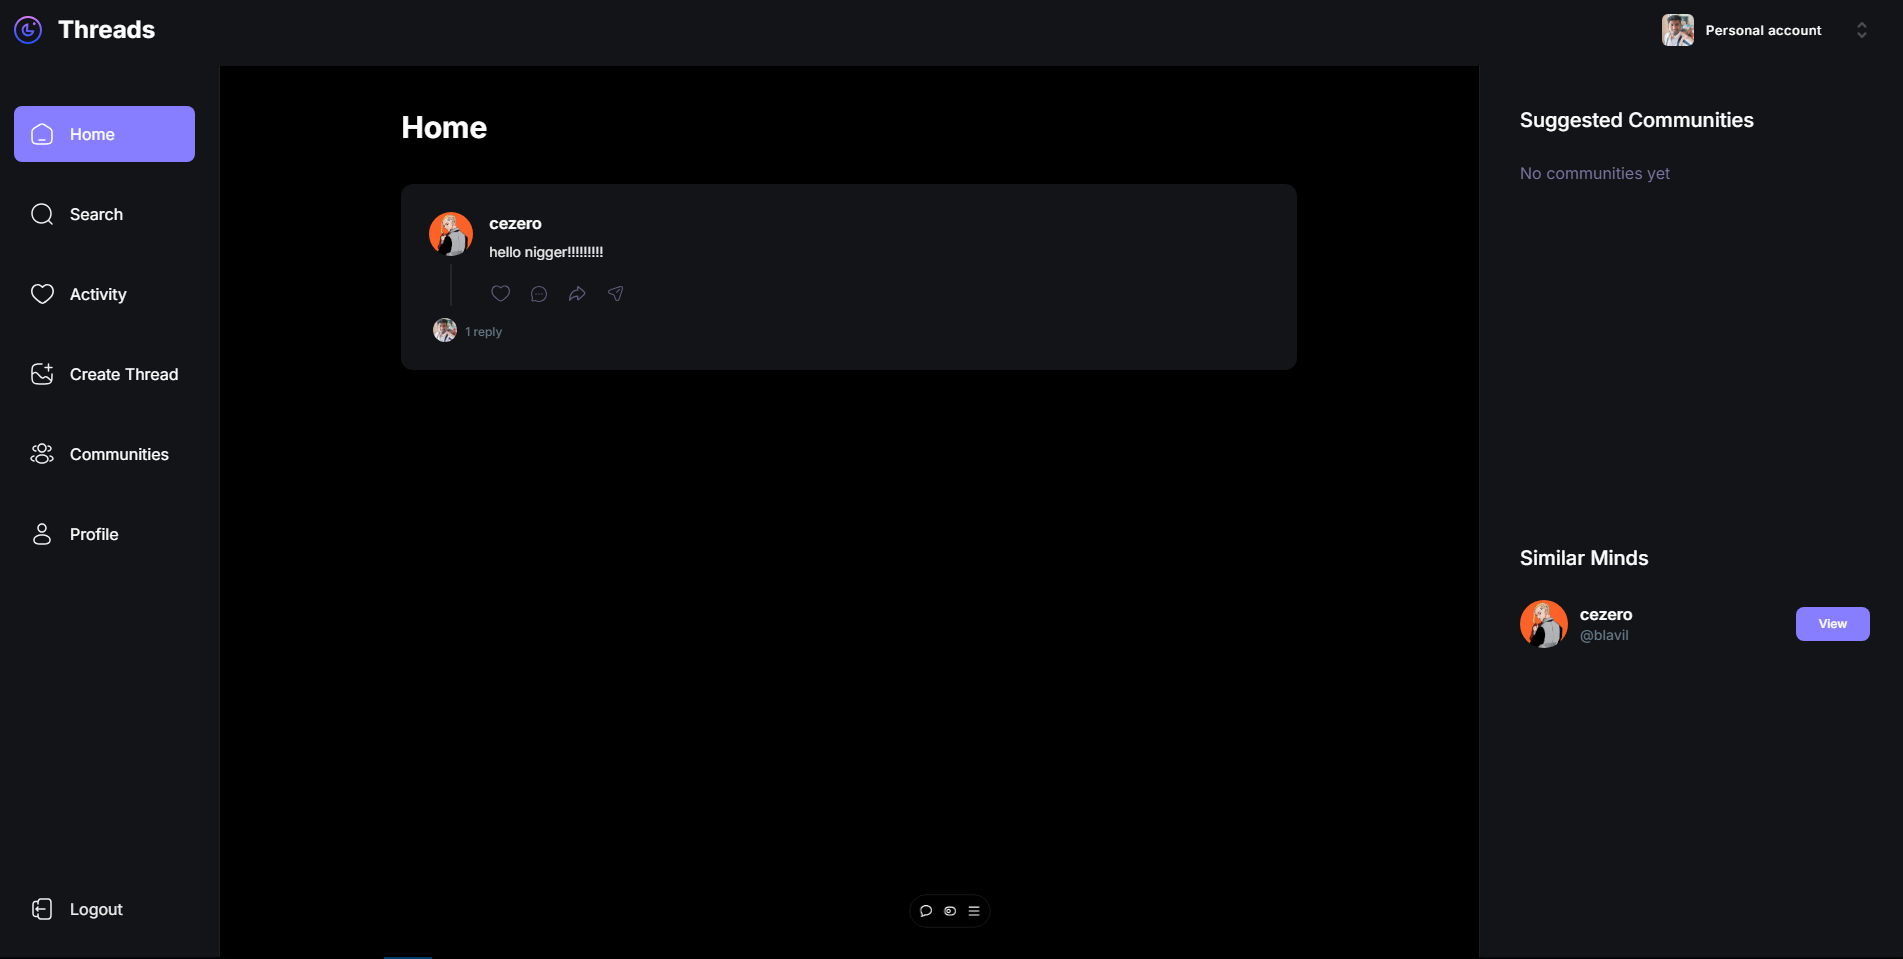 Threads
Personal account
Home
Search
Activity
Create Thread
Communities
Profile
Logout
Home
cezero
hello nigger!!!!!!!!!
1 reply
Suggested Communities
No communities yet
Similar Minds
cezero
@blavil
View